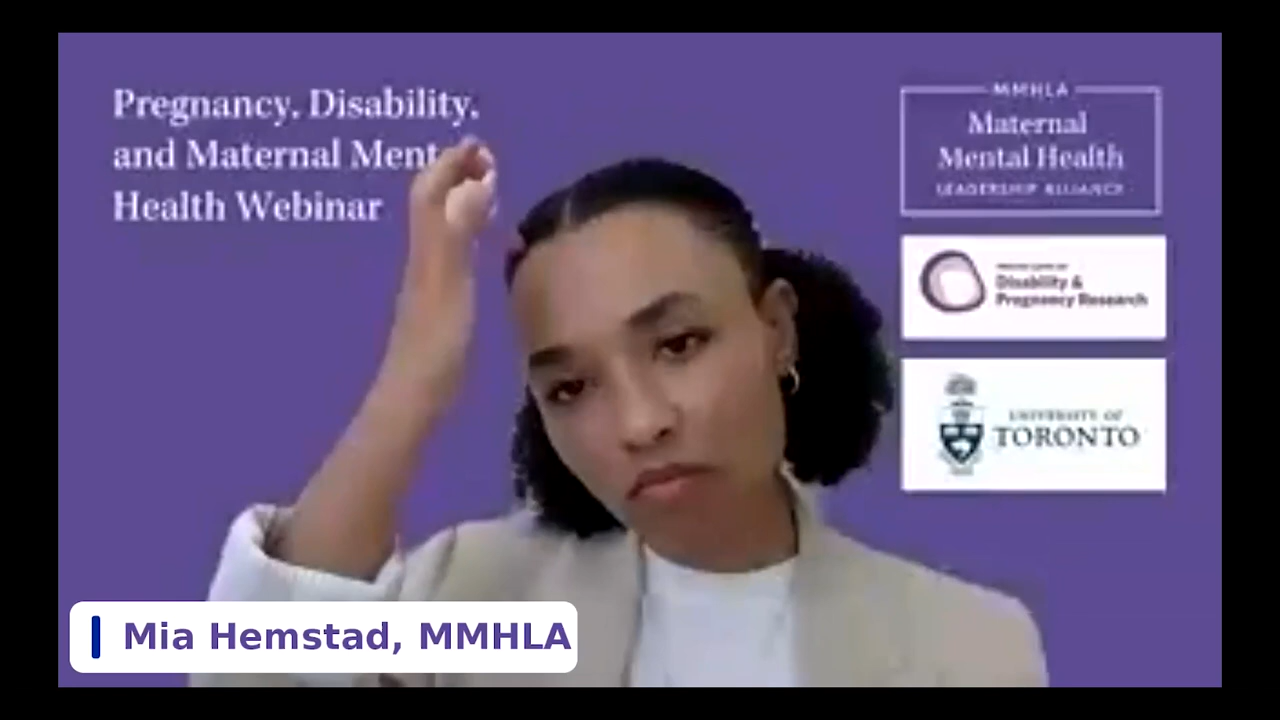 Pregnancy, Disability,
and Maternal Ment
Health Webinar
MMHLA
Maternal
Mental Health
LEADERSHIP ALLIANCE
Disability &
Pregnancy Research
UNIVERSITY OF
TORONTO
Mia Hemstad, MMHLA